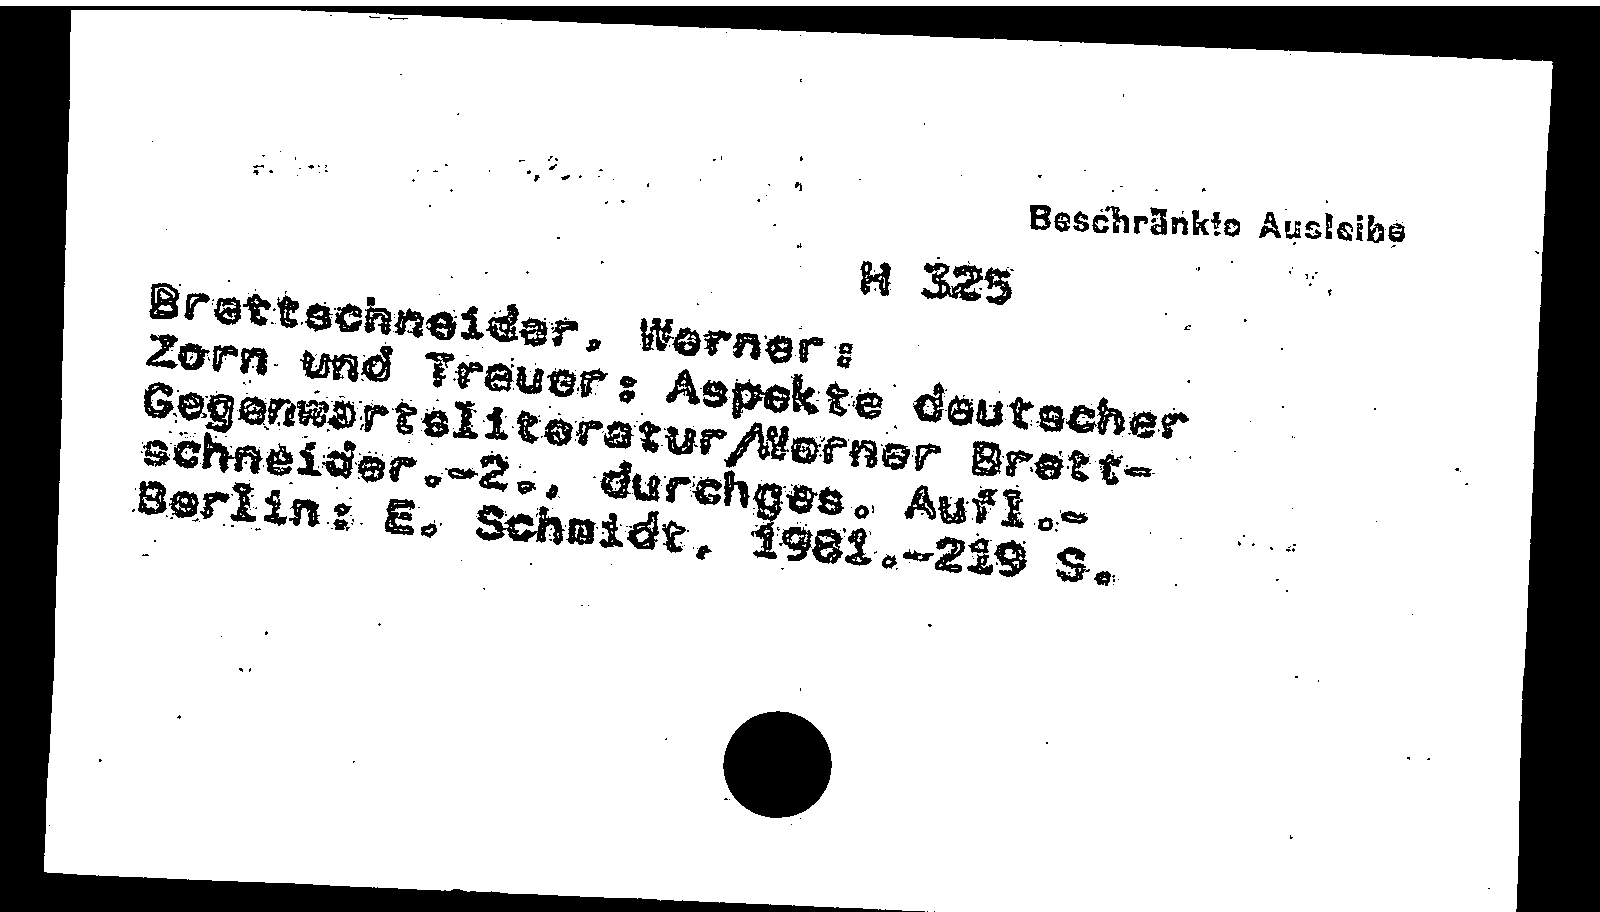 Beschränkte Ausleibe
H 325
Brettschneider, Werner:
Zorn und Trauer: Aspekte deutscher
Gegenwartsliteratur/Werner Brett-
schneider.-2., durchges. Aufl.-
Berlin: E. Schmidt, 1981.-219 S.